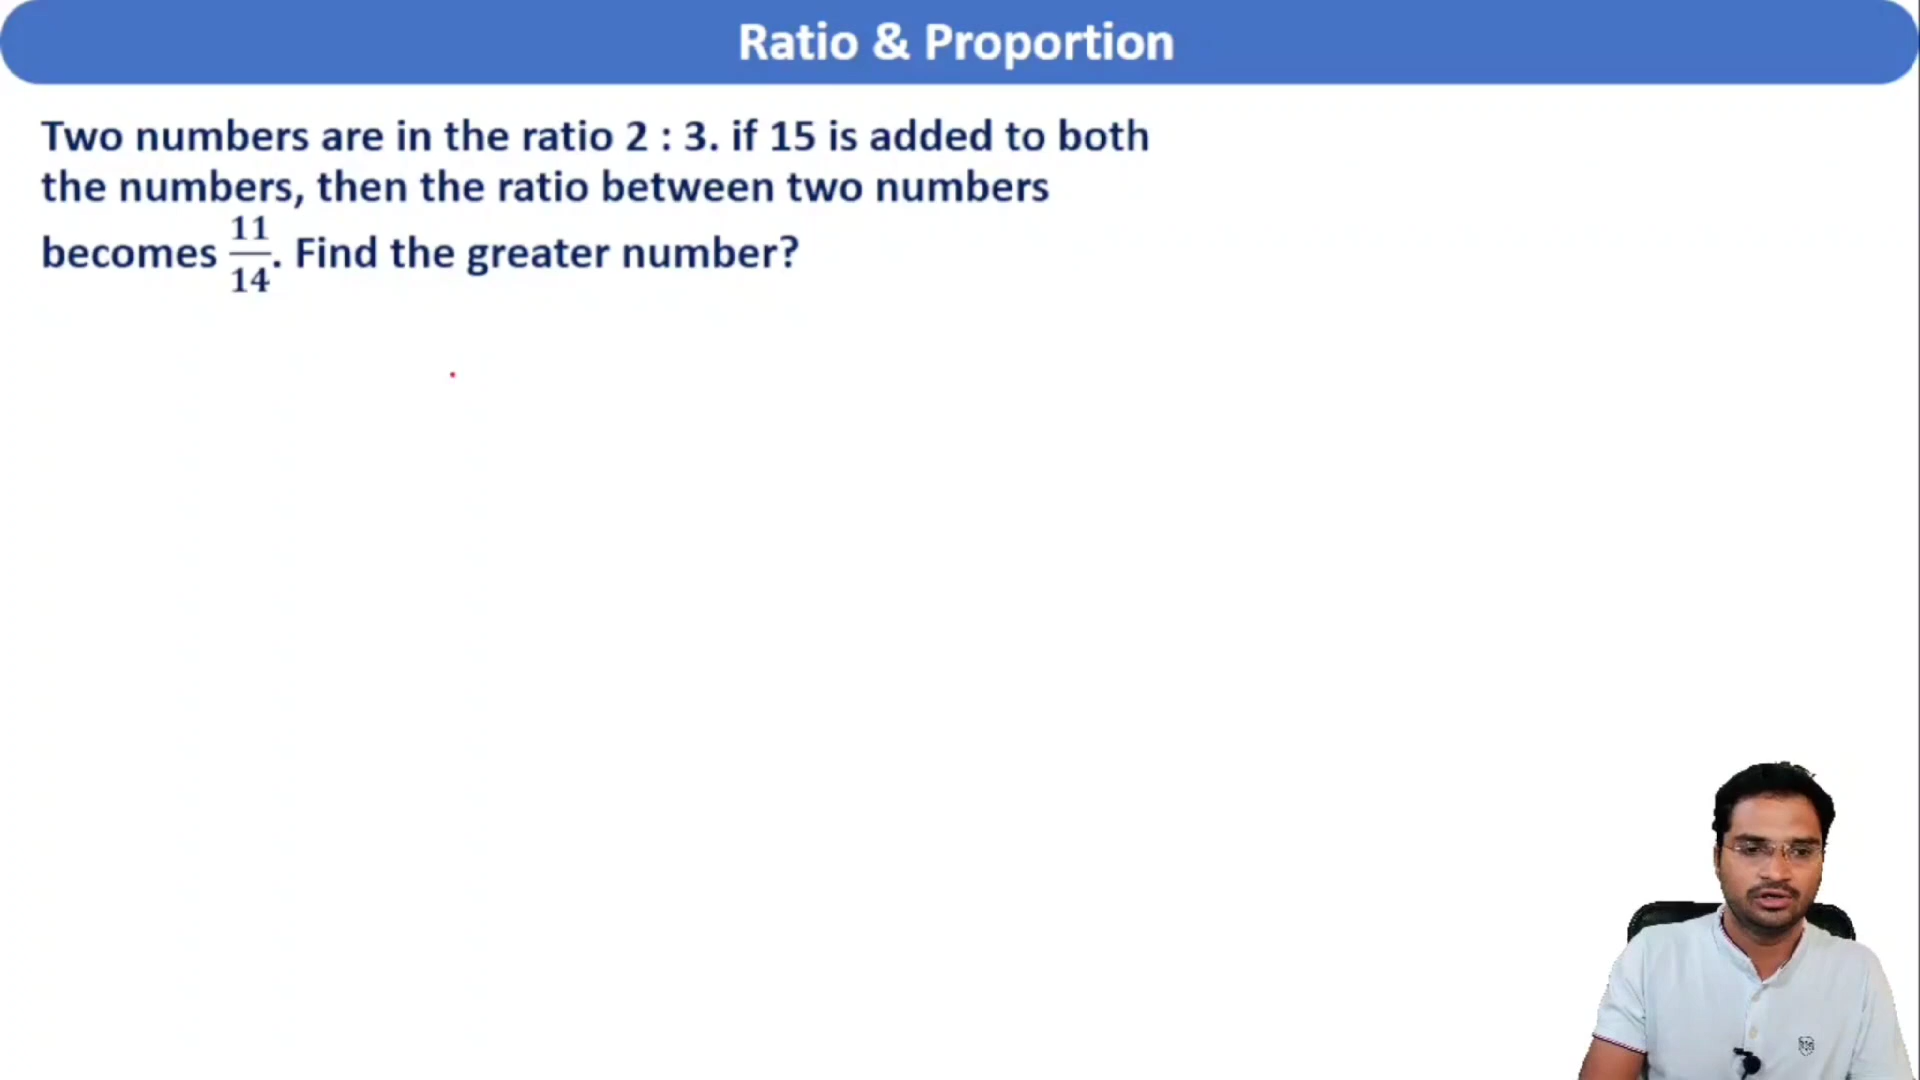 Ratio & Proportion
Two numbers are in the ratio 2 : 3. if 15 is added to both
the numbers, then the ratio between two numbers
becomes 11/14. Find the greater number?